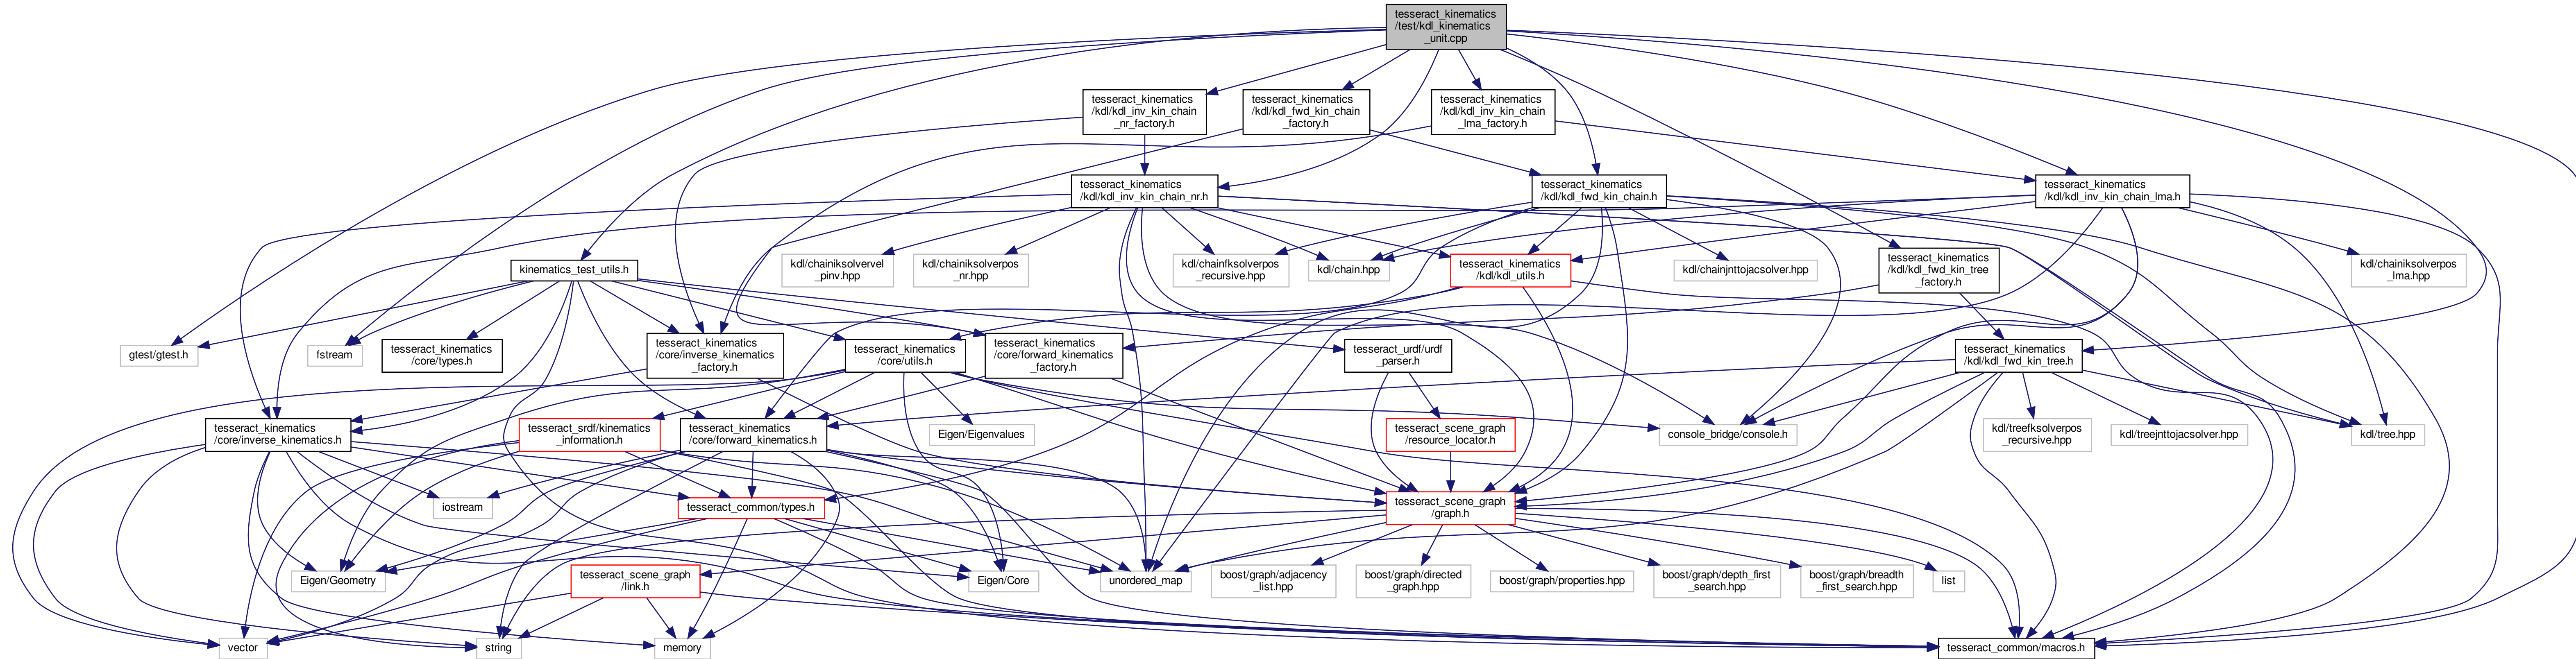 tesseract_kinematics
/test/kdl_kinematics
_unit.cpp
tesseract_kinematics
/kdl/kdl_inv_kin_chain
_nr_factory.h
tesseract_kinematics
/kdl/kdl_fwd_kin_chain
_factory.h
tesseract_kinematics
/kdl/kdl_inv_kin_chain
_lma_factory.h
tesseract_kinematics
/kdl/kdl_inv_kin_chain_nr.h
tesseract_kinematics
/kdl/kdl_fwd_kin_chain.h
tesseract_kinematics
/kdl/kdl_inv_kin_chain_lma.h
kinematics_test_utils.h
kdl/chainiksolvervel
_pinv.hpp
kdl/chainiksolverpos
_nr.hpp
kdl/chainfksolverpos
_recursive.hpp
kdl/chain.hpp
tesseract_kinematics
/kdl/kdl_utils.h
kdl/chainjnttojacsolver.hpp
tesseract_kinematics
/kdl/kdl_fwd_kin_tree
_factory.h
kdl/chainiksolverpos
_lma.hpp
gtest/gtest.h
fstream
tesseract_kinematics
/core/types.h
tesseract_kinematics
/core/inverse_kinematics
_factory.h
tesseract_kinematics
/core/utils.h
tesseract_kinematics
/core/forward_kinematics
_factory.h
tesseract_urdf/urdf
_parser.h
tesseract_kinematics
/kdl/kdl_fwd_kin_tree.h
tesseract_kinematics
/core/inverse_kinematics.h
tesseract_srdf/kinematics
_information.h
tesseract_kinematics
/core/forward_kinematics.h
Eigen/Eigenvalues
tesseract_scene_graph
/resource_locator.h
console_bridge/console.h
kdl/treefksolverpos
_recursive.hpp
kdl/treejnttojacsolver.hpp
kdl/tree.hpp
iostream
tesseract_common/types.h
tesseract_scene_graph
/graph.h
Eigen/Geometry
tesseract_scene_graph
/link.h
Eigen/Core
unordered_map
boost/graph/adjacency
_list.hpp
boost/graph/directed
_graph.hpp
boost/graph/properties.hpp
boost/graph/depth_first
_search.hpp
boost/graph/breadth
_first_search.hpp
list
vector
string
memory
tesseract_common/macros.h